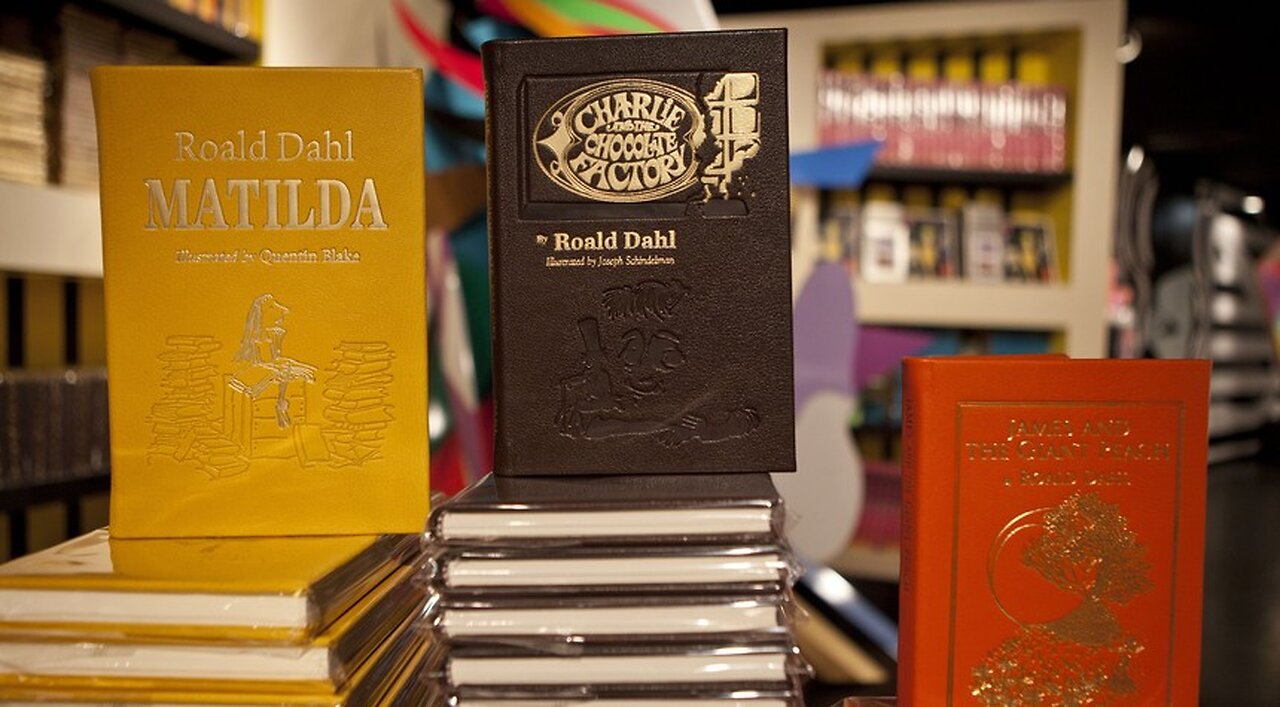 Roald Dahl
MATILDA
Illustrated by Quentin Blake
CHARLIE
AND THE
CHOCOLATE
FACTORY
By Roald Dahl
Illustrated by Joseph Schindelman
JAMES AND
THE GIANT PEACH
ROALD DAHL